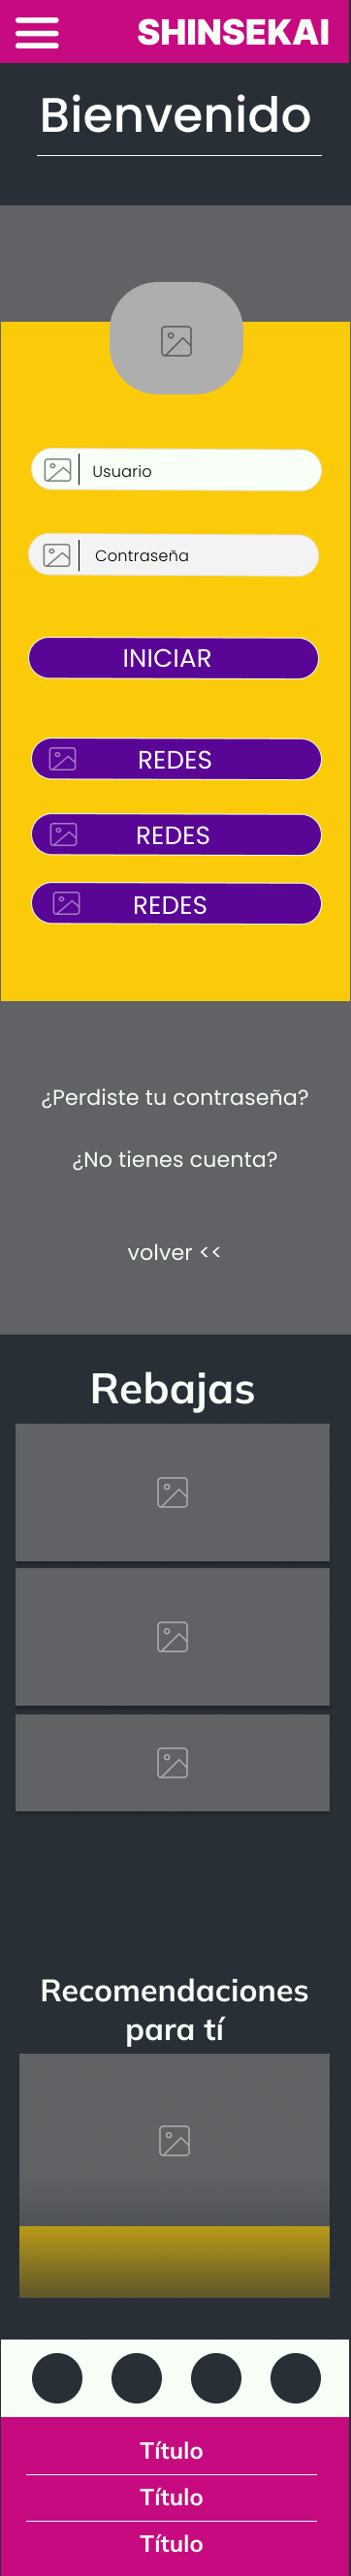 SHINSEKAI
Bienvenido
Usuario
Contraseña
INICIAR
REDES
REDES
REDES
¿Perdiste tu contraseña?
¿No tienes cuenta?
volver <<
Rebajas
Recomendaciones
para tí
Título
Título
Título